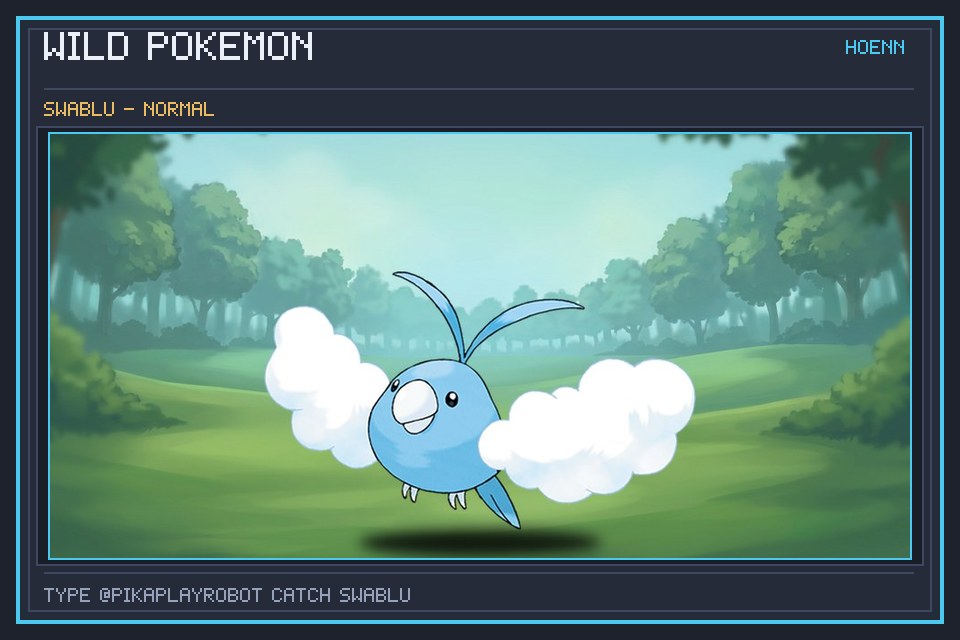 WILD POKEMON
HOENN
SWABLU - NORMAL
TYPE @PIKAPLAYROBOT CATCH SWABLU